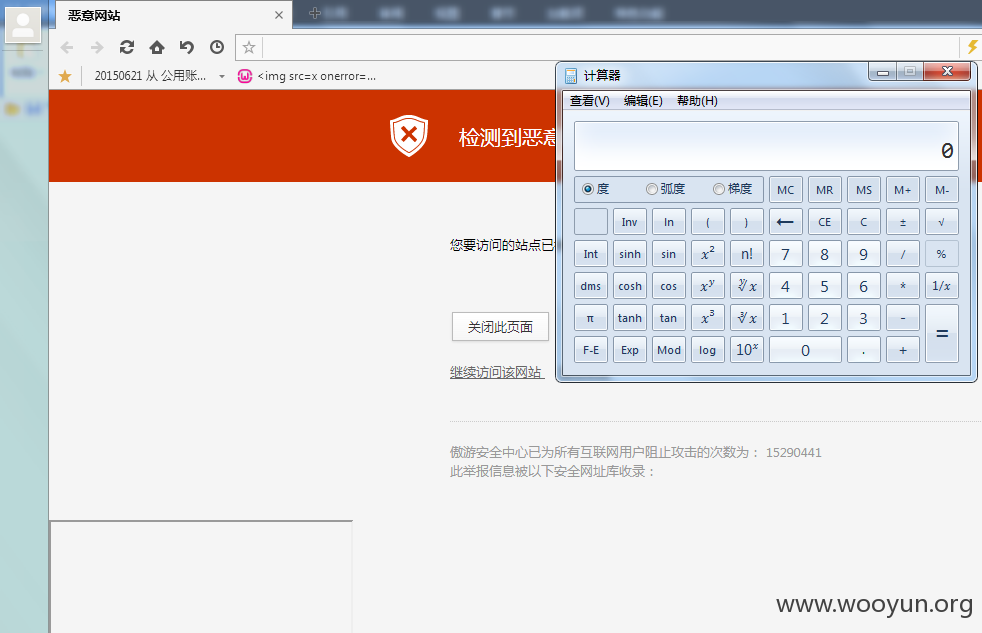 恶意网站
20150621 从 公用账...
<img src=x onerror=...
检测到恶意
您要访问的站点已
关闭此页面
继续访问该网站
傲游安全中心已为所有互联网用户阻止攻击的次数为： 15290441
此举报信息被以下安全网址库收录：
计算器
查看(V) 编辑(E) 帮助(H)
0
度 弧度 梯度 MC MR MS M+ M-
Inv ln ( ) ← CE C ± √
Int sinh sin x² n! 7 8 9 / %
dms cosh cos xʸ ʸ√x 4 5 6 * 1/x
π tanh tan x³ ³√x 1 2 3 - =
F-E Exp Mod log 10ˣ 0 . +
www.wooyun.org